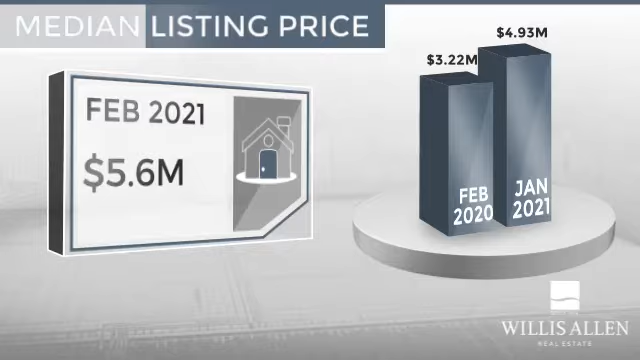 MEDIAN LISTING PRICE
FEB 2021
$5.6M
$3.22M
$4.93M
FEB
2020
JAN
2021
WILLIS ALLEN
REAL ESTATE